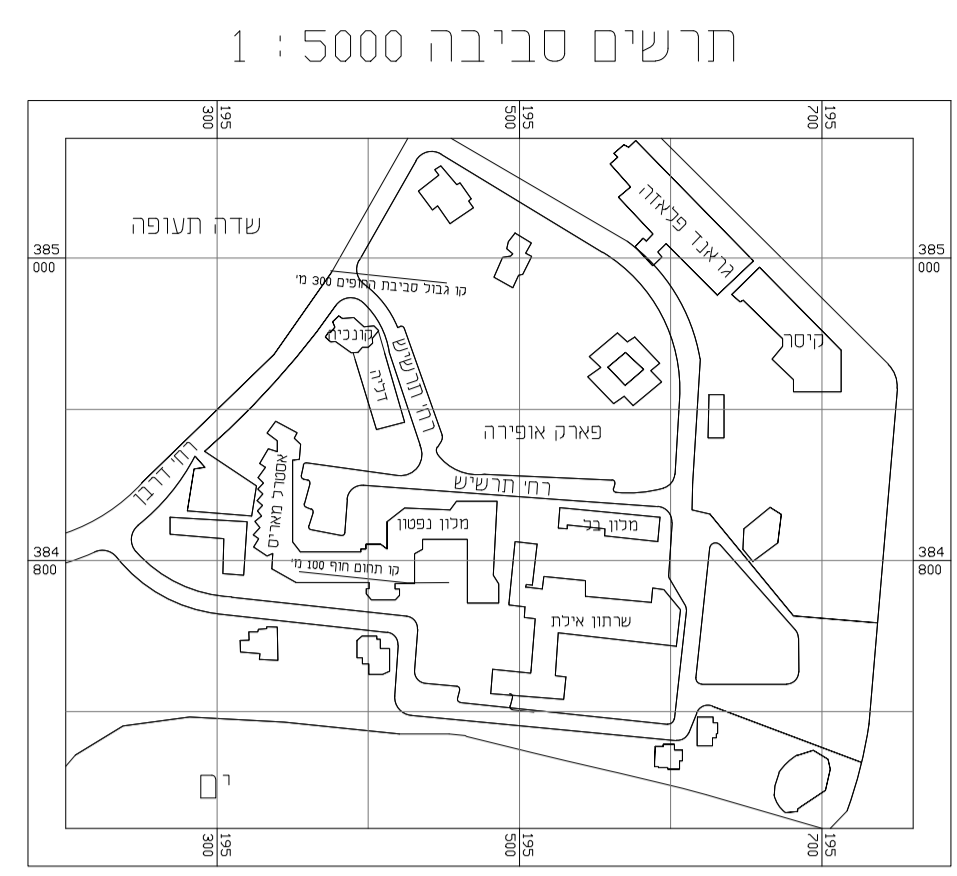 תרשים סביבה 5000 : 1
195
300
195
500
195
700
385
000
385
000
גראנד פלאזה
שדה תעופה
קו גבול סביבת החופים 300 מ'
קונכיה
קיסר
רח' תרשיש
דליה
פארק אופירה
רח' דרבן
אסטרל מאריס
רח' תרשיש
מלון נפטון
מלון בל
384
800
384
800
קו תחום חוף 100 מ'
שרתון אילת
ים
195
300
195
500
195
700